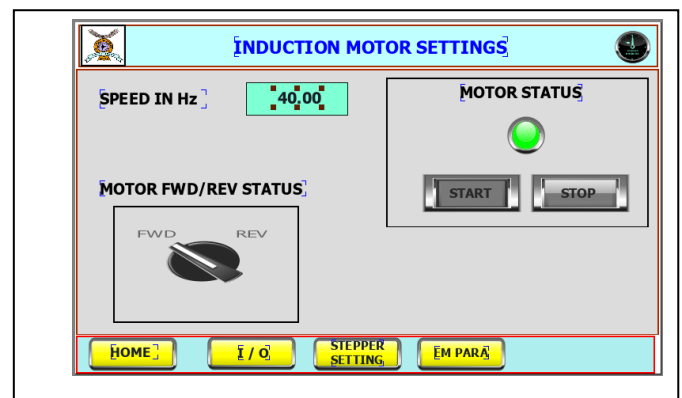 INDUCTION MOTOR SETTINGS
SPEED IN Hz 40.00
MOTOR STATUS
START STOP
MOTOR FWD/REV STATUS
FWD REV
HOME
I / O
STEPPER
SETTING
EM PARA